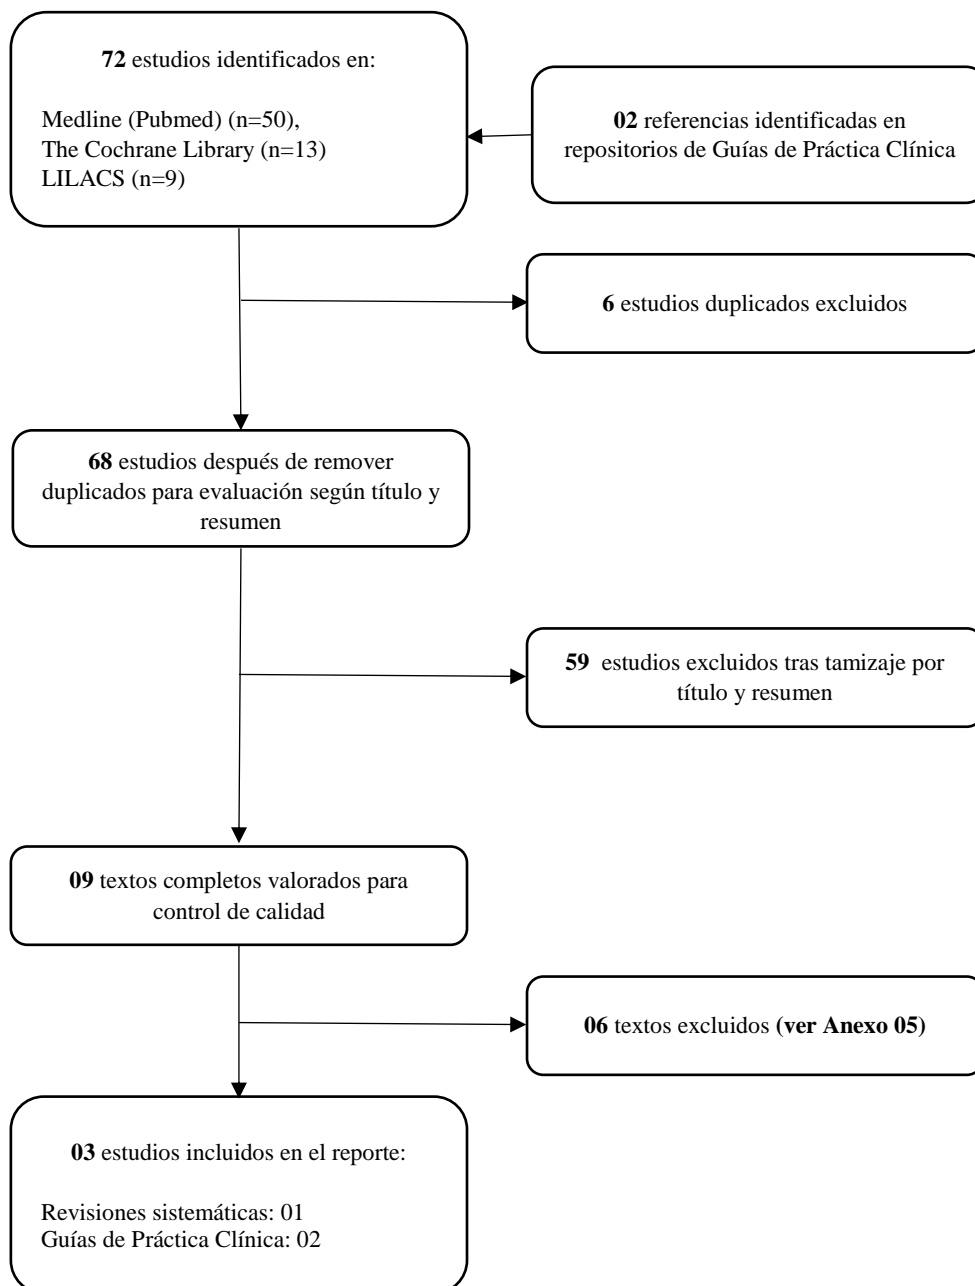 72 estudios identificados en:
Medline (Pubmed) (n=50),
The Cochrane Library (n=13)
LILACS (n=9)
02 referencias identificadas en
repositorios de Guías de Práctica Clínica
6 estudios duplicados excluidos
68 estudios después de remover
duplicados para evaluación según título y
resumen
59 estudios excluidos tras tamizaje por
título y resumen
09 textos completos valorados para
control de calidad
06 textos excluidos (ver Anexo 05)
03 estudios incluidos en el reporte:
Revisiones sistemáticas: 01
Guías de Práctica Clínica: 02